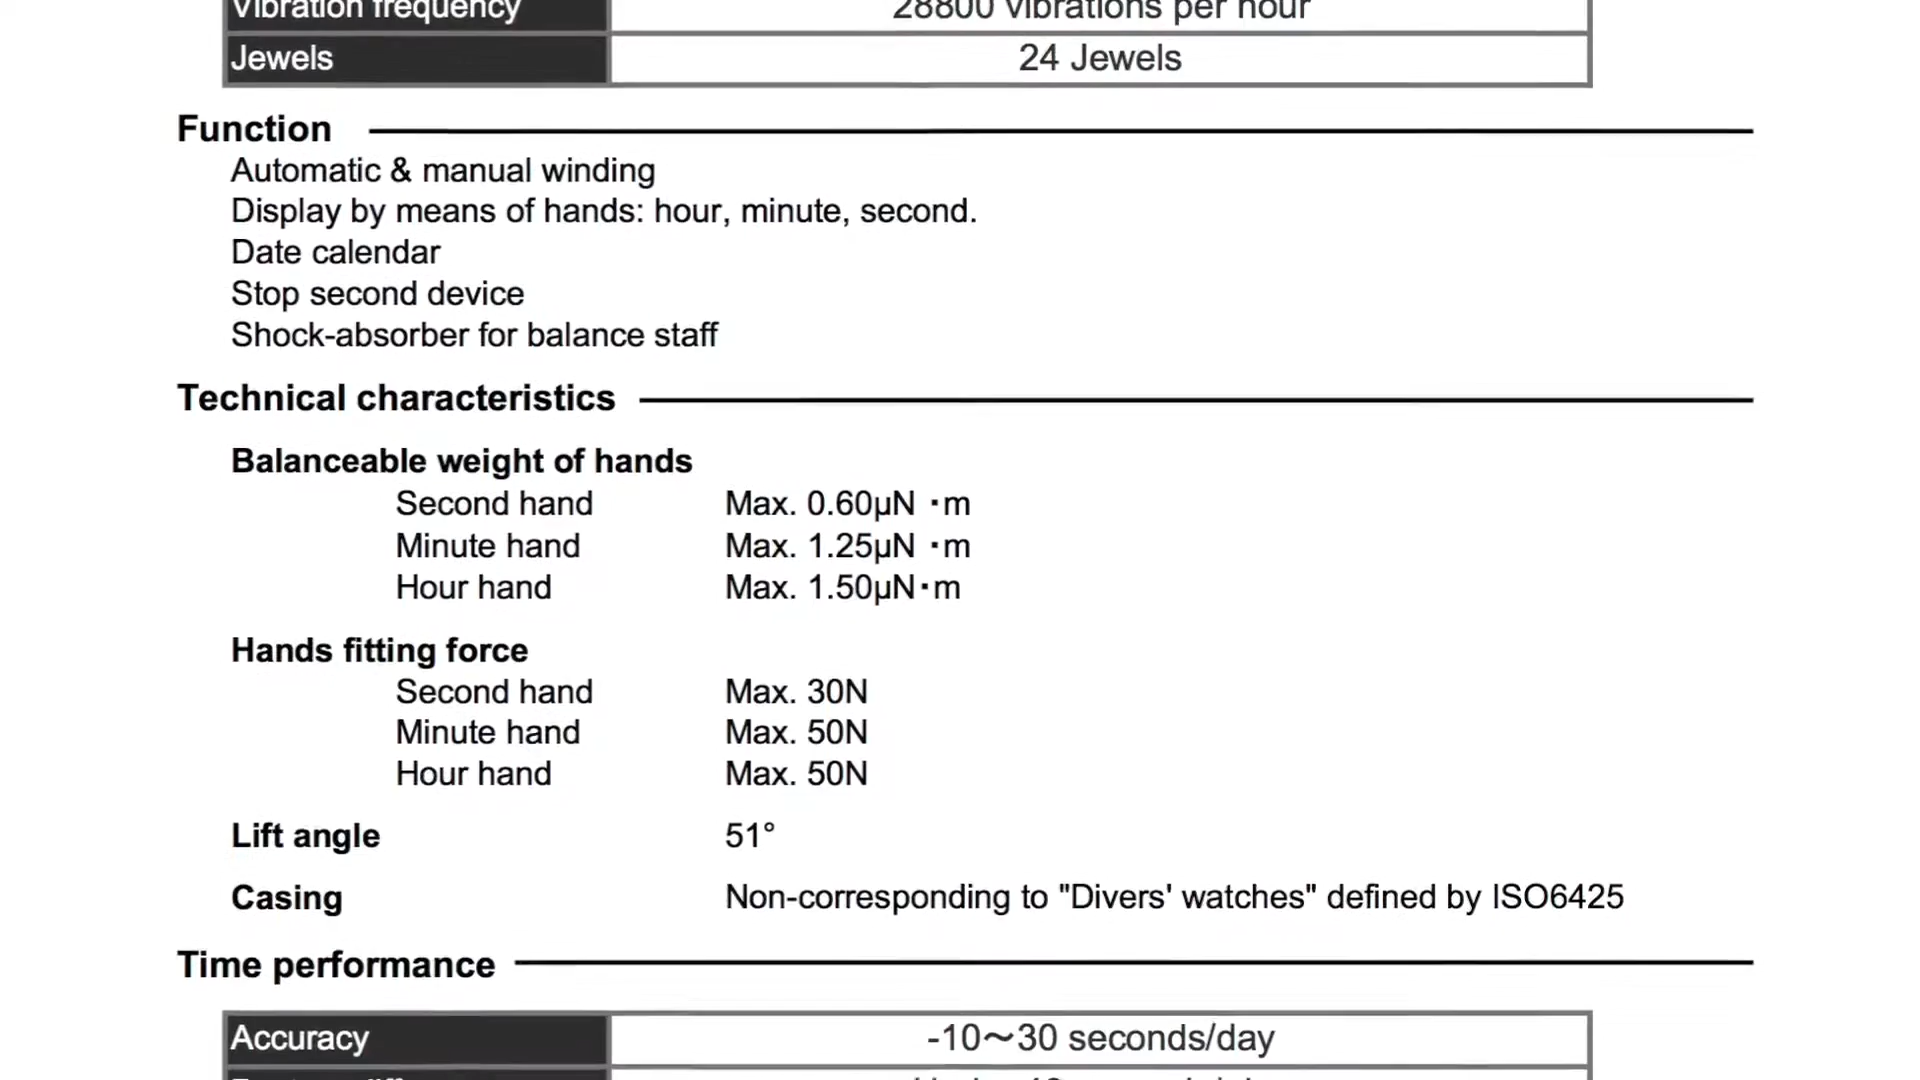 Vibration frequency 28800 vibrations per hour
Jewels 24 Jewels
Function
Automatic & manual winding
Display by means of hands: hour, minute, second.
Date calendar
Stop second device
Shock-absorber for balance staff
Technical characteristics
Balanceable weight of hands
Second hand Max. 0.60µN ･m
Minute hand Max. 1.25µN ･m
Hour hand Max. 1.50µN･m
Hands fitting force
Second hand Max. 30N
Minute hand Max. 50N
Hour hand Max. 50N
Lift angle 51°
Casing Non-corresponding to "Divers' watches" defined by ISO6425
Time performance
Accuracy -10～30 seconds/day